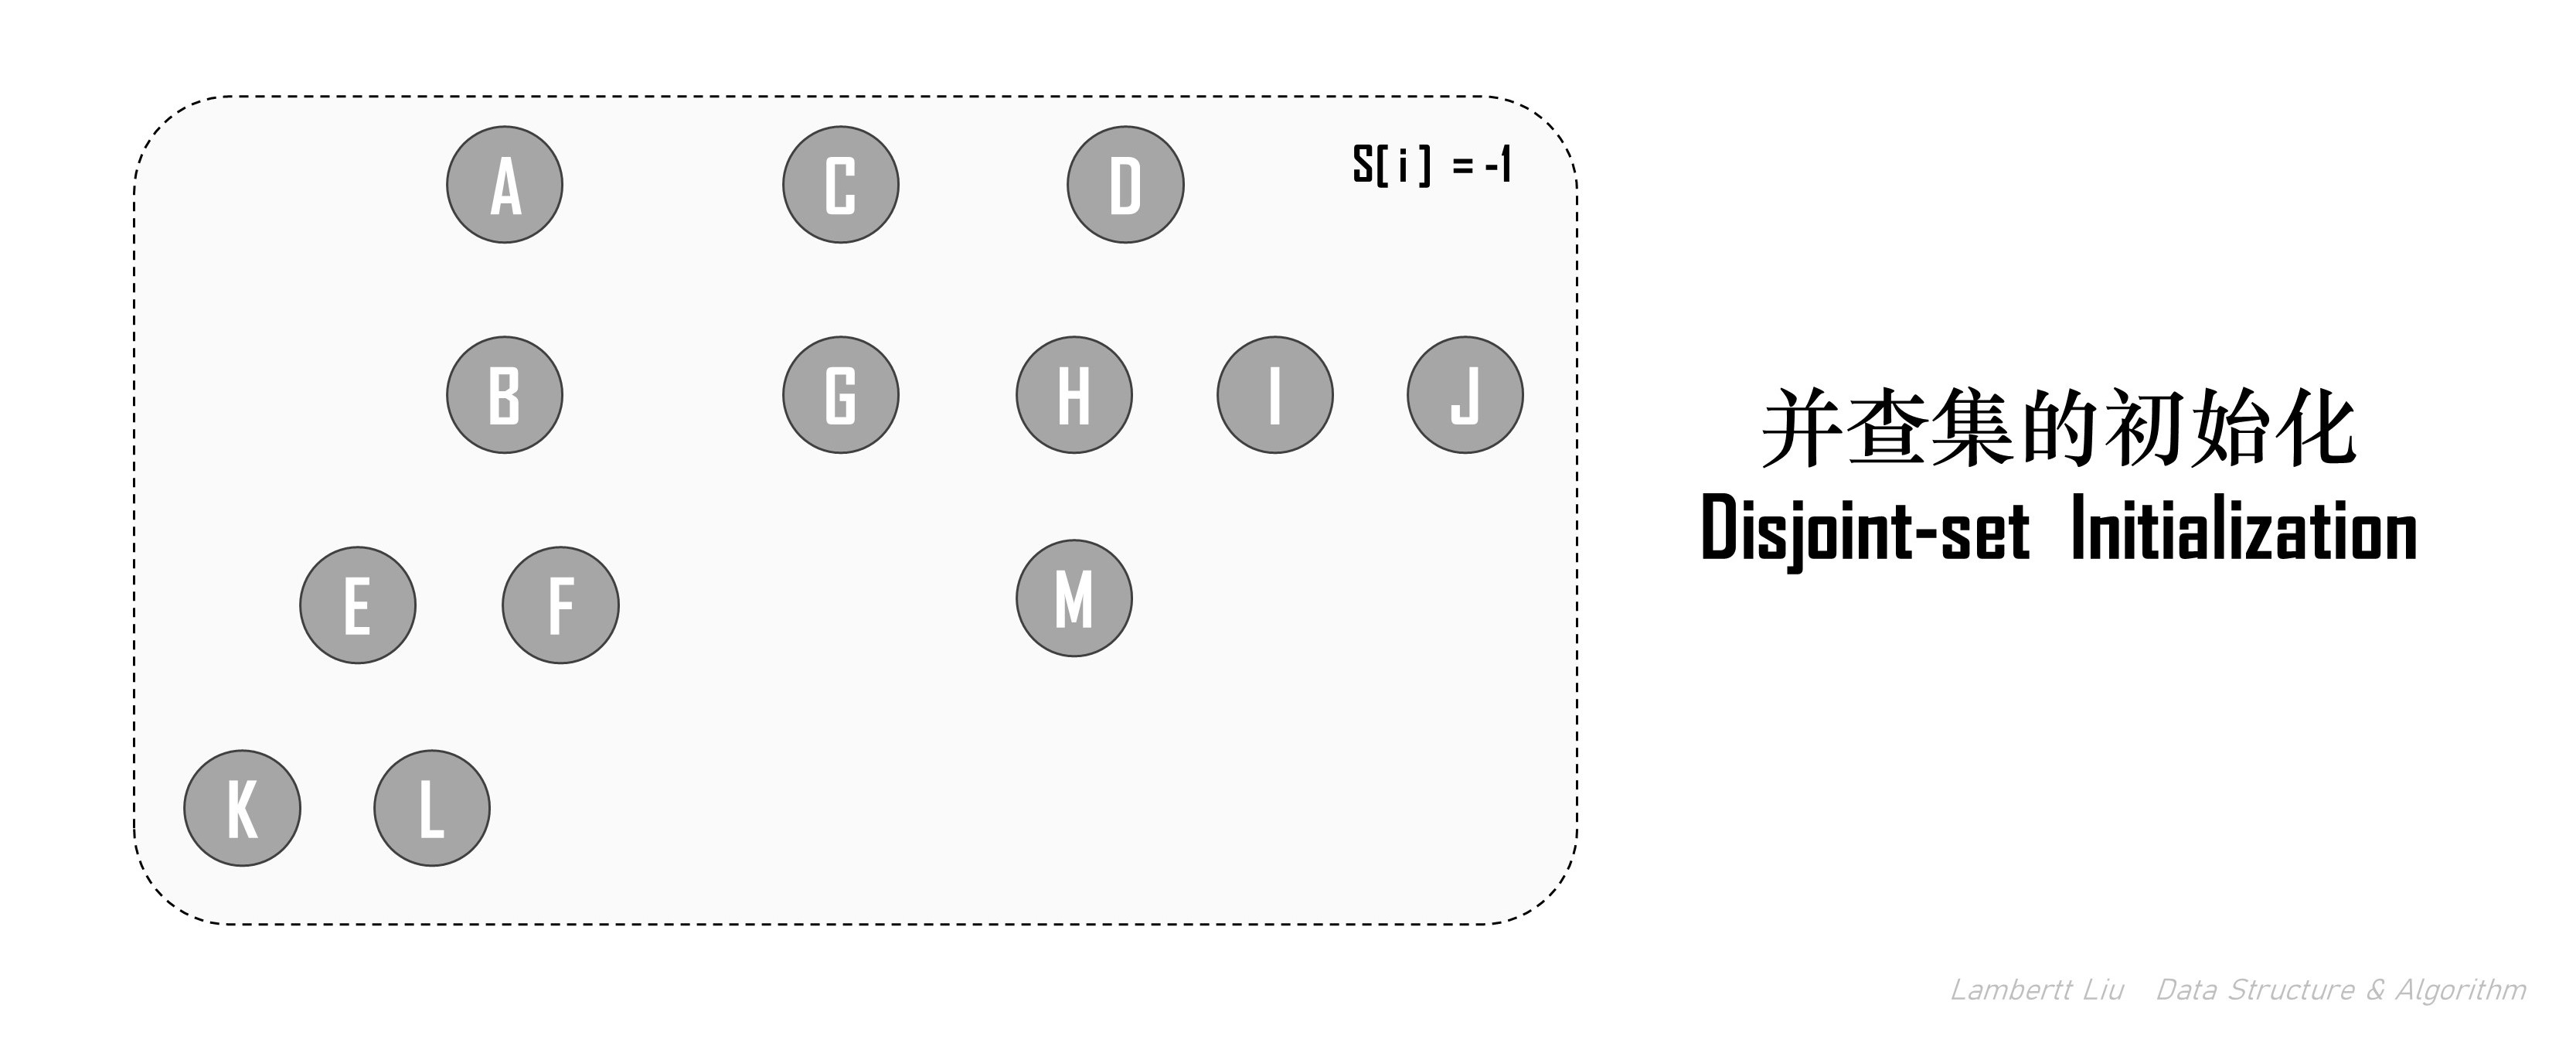 A
C
D
S[ i ] = -1
B
G
H
I
J
并查集的初始化
Disjoint-set Initialization
E
F
M
K
L
Lambertt Liu Data Structure & Algorithm